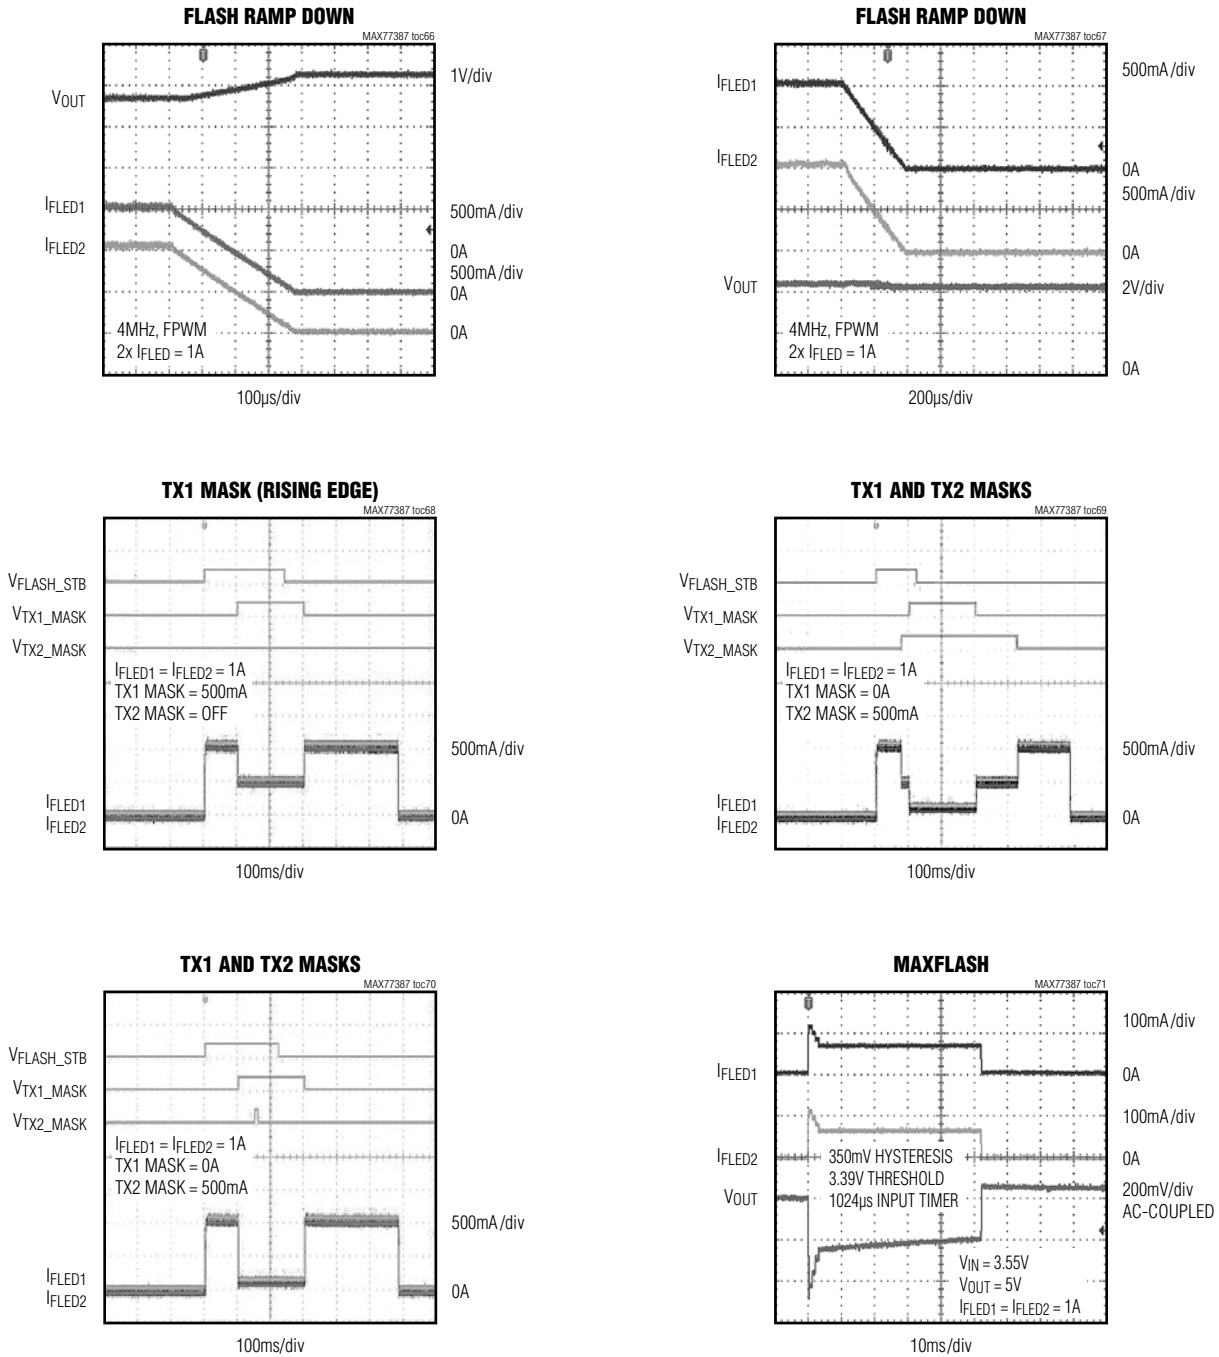 FLASH RAMP DOWN
MAX77387 toc66
VOUT
1V/div
IFLED1
500mA/div
IFLED2
0A
500mA/div
0A
0A
4MHz, FPWM
2x IFLED = 1A
100µs/div
FLASH RAMP DOWN
MAX77387 toc67
IFLED1
500mA/div
IFLED2
0A
500mA/div
0A
VOUT
2V/div
4MHz, FPWM
2x IFLED = 1A
0A
200µs/div
TX1 MASK (RISING EDGE)
MAX77387 toc68
VFLASH_STB
VTX1_MASK
VTX2_MASK
IFLED1 = IFLED2 = 1A
TX1 MASK = 500mA
TX2 MASK = OFF
500mA/div
IFLED1
IFLED2
0A
100ms/div
TX1 AND TX2 MASKS
MAX77387 toc69
VFLASH_STB
VTX1_MASK
VTX2_MASK
IFLED1 = IFLED2 = 1A
TX1 MASK = 0A
TX2 MASK = 500mA
500mA/div
IFLED1
IFLED2
0A
100ms/div
TX1 AND TX2 MASKS
MAX77387 toc70
VFLASH_STB
VTX1_MASK
VTX2_MASK
IFLED1 = IFLED2 = 1A
TX1 MASK = 0A
TX2 MASK = 500mA
500mA/div
IFLED1
IFLED2
0A
100ms/div
MAXFLASH
MAX77387 toc71
100mA/div
IFLED1
0A
100mA/div
IFLED2
0A
350mV HYSTERESIS
3.39V THRESHOLD
1024µs INPUT TIMER
VOUT
200mV/div
AC-COUPLED
VIN = 3.55V
VOUT = 5V
IFLED1 = IFLED2 = 1A
10ms/div